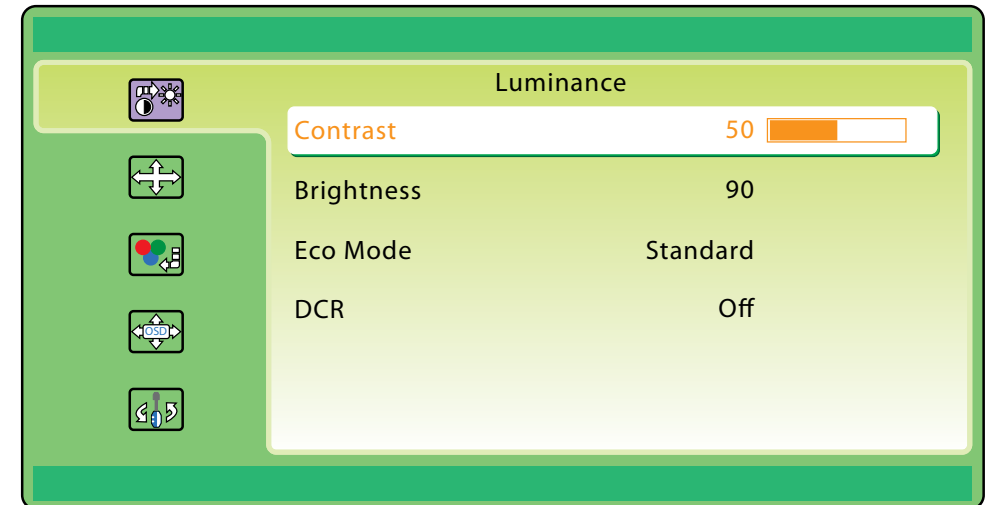 Luminance
Contrast 50
Brightness 90
Eco Mode Standard
DCR Off
OSD